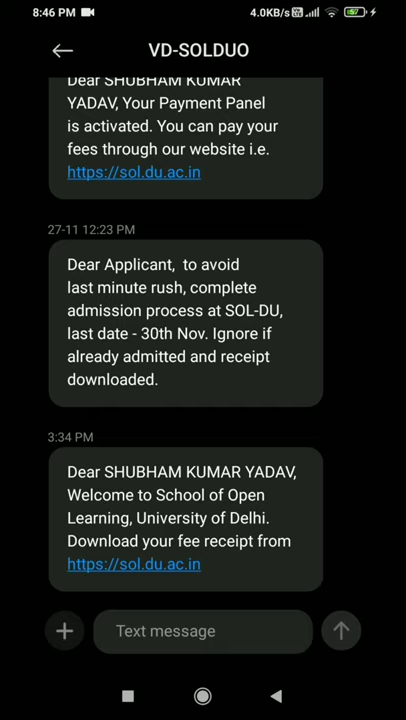 8:46 PM
4.0KB/s
57
VD-SOLDUO
Dear SHUBHAM KUMAR
YADAV, Your Payment Panel
is activated. You can pay your
fees through our website i.e.
https://sol.du.ac.in
27-11 12:23 PM
Dear Applicant,  to avoid
last minute rush, complete
admission process at SOL-DU,
last date - 30th Nov. Ignore if
already admitted and receipt
downloaded.
3:34 PM
Dear SHUBHAM KUMAR YADAV,
Welcome to School of Open
Learning, University of Delhi.
Download your fee receipt from
https://sol.du.ac.in
Text message